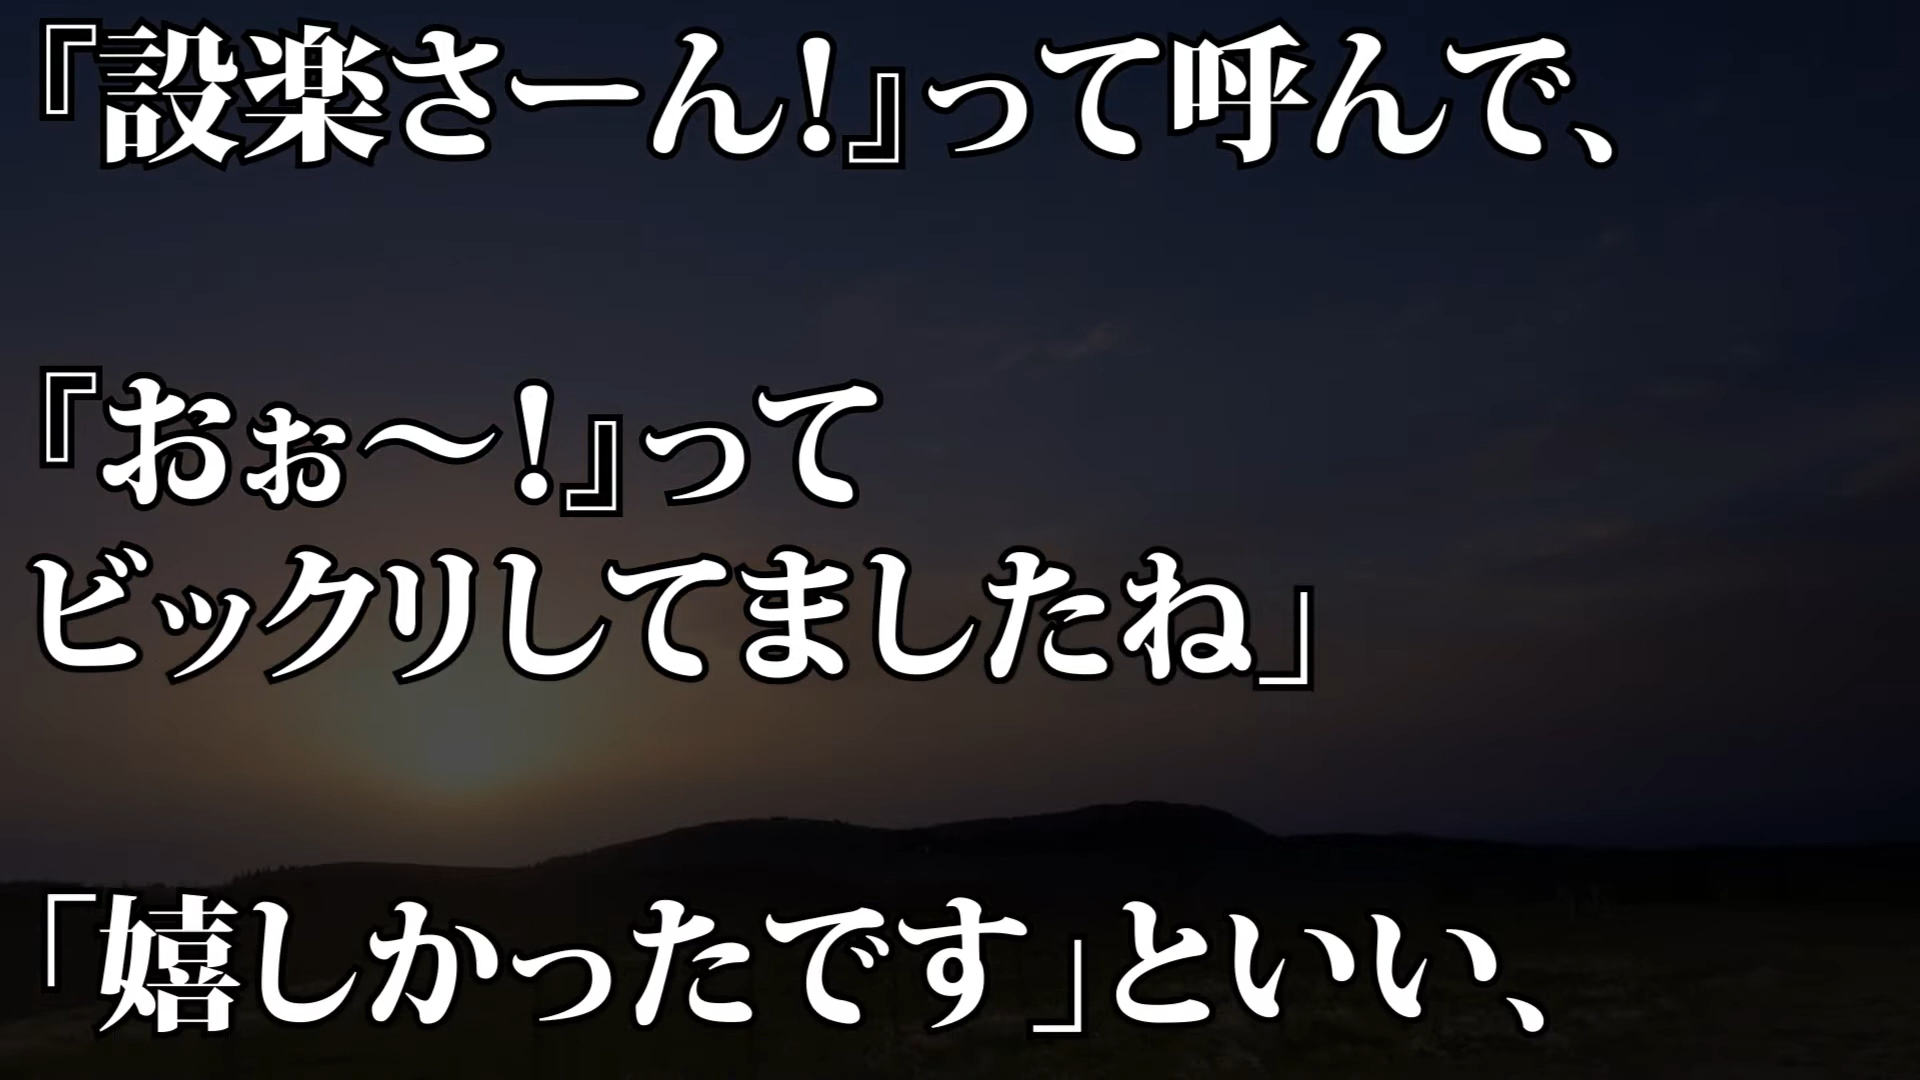 『設楽さーん！』って呼んで、
『おぉ～！』って
ビックリしてましたね」
「嬉しかったです」といい、